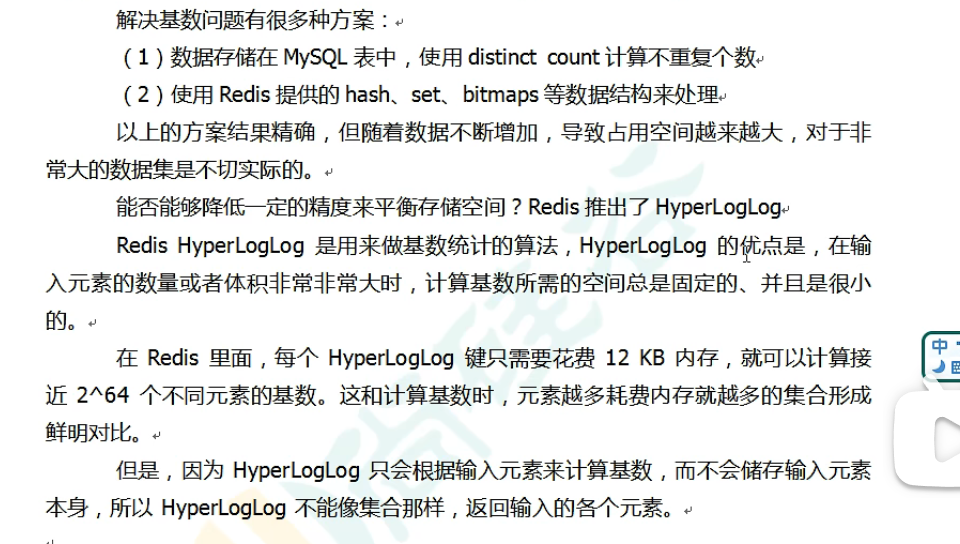 解决基数问题有很多种方案：
（1）数据存储在 MySQL 表中，使用 distinct count 计算不重复个数
（2）使用 Redis 提供的 hash、set、bitmaps 等数据结构来处理
以上的方案结果精确，但随着数据不断增加，导致占用空间越来越大，对于非
常大的数据集是不切实际的。
能否能够降低一定的精度来平衡存储空间？Redis 推出了 HyperLogLog
Redis HyperLogLog 是用来做基数统计的算法，HyperLogLog 的优点是，在输
入元素的数量或者体积非常非常大时，计算基数所需的空间总是固定的、并且是很小
的。
在 Redis 里面，每个 HyperLogLog 键只需要花费 12 KB 内存，就可以计算接
近 2^64 个不同元素的基数。这和计算基数时，元素越多耗费内存就越多的集合形成
鲜明对比。
但是，因为 HyperLogLog 只会根据输入元素来计算基数，而不会储存输入元素
本身，所以 HyperLogLog 不能像集合那样，返回输入的各个元素。
中
尚硅谷